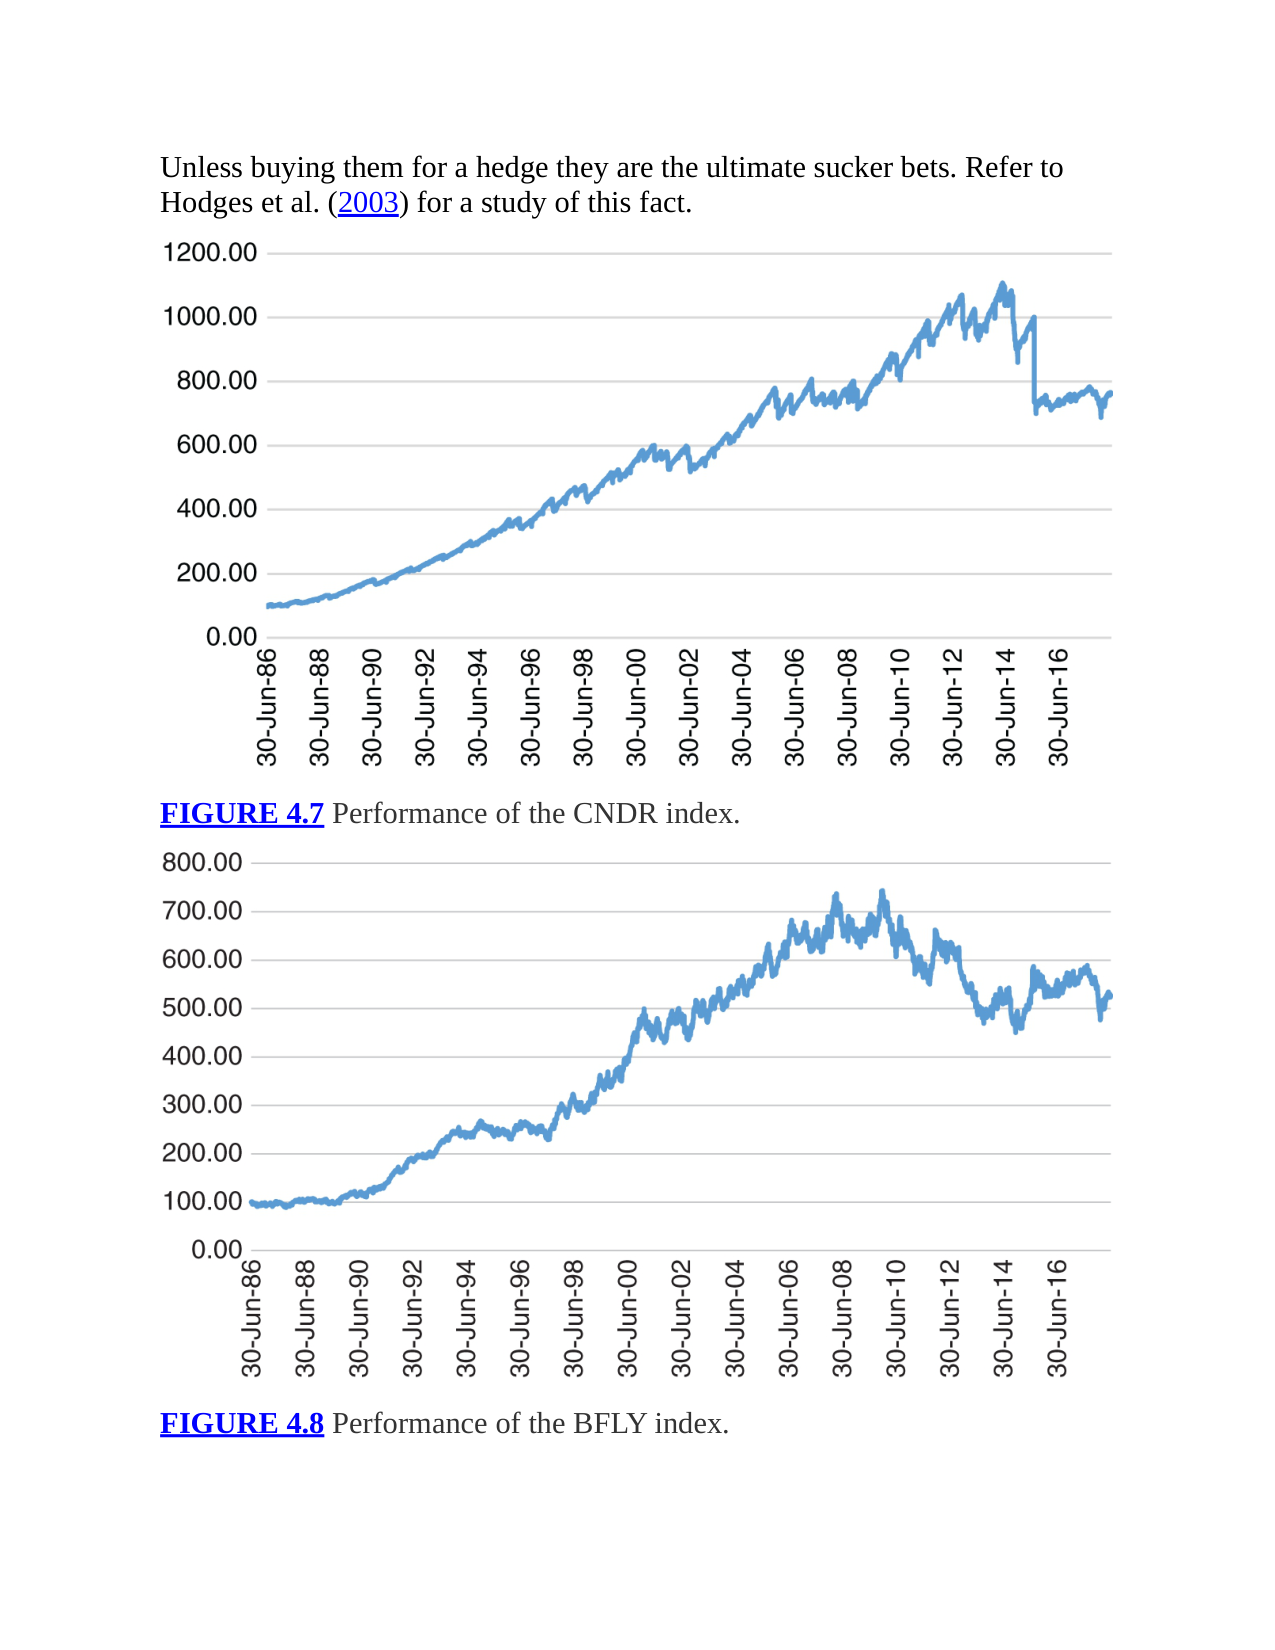 Unless buying them for a hedge they are the ultimate sucker bets. Refer to
Hodges et al. (2003) for a study of this fact.
1200.00
1000.00
800.00
600.00
400.00
200.00
0.00
30-Jun-86
30-Jun-88
30-Jun-90
30-Jun-92
30-Jun-94
30-Jun-96
30-Jun-98
30-Jun-00
30-Jun-02
30-Jun-04
30-Jun-06
30-Jun-08
30-Jun-10
30-Jun-12
30-Jun-14
30-Jun-16
FIGURE 4.7 Performance of the CNDR index.
800.00
700.00
600.00
500.00
400.00
300.00
200.00
100.00
0.00
30-Jun-86
30-Jun-88
30-Jun-90
30-Jun-92
30-Jun-94
30-Jun-96
30-Jun-98
30-Jun-00
30-Jun-02
30-Jun-04
30-Jun-06
30-Jun-08
30-Jun-10
30-Jun-12
30-Jun-14
30-Jun-16
FIGURE 4.8 Performance of the BFLY index.